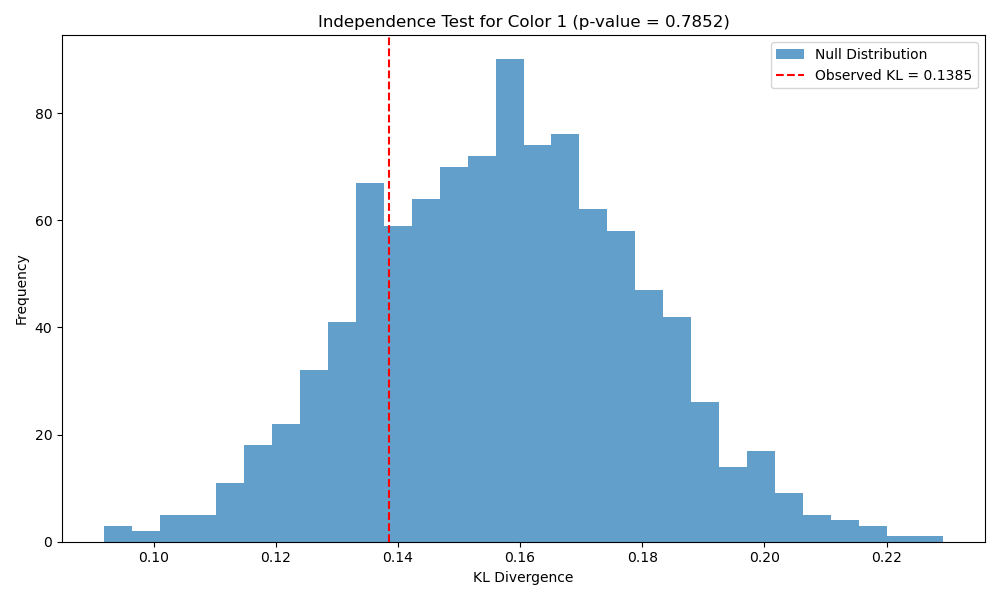 Independence Test for Color 1 (p-value = 0.7852)
Null Distribution
Observed KL = 0.1385
Frequency
80
60
40
20
0
0.10 0.12 0.14 0.16 0.18 0.20 0.22
KL Divergence